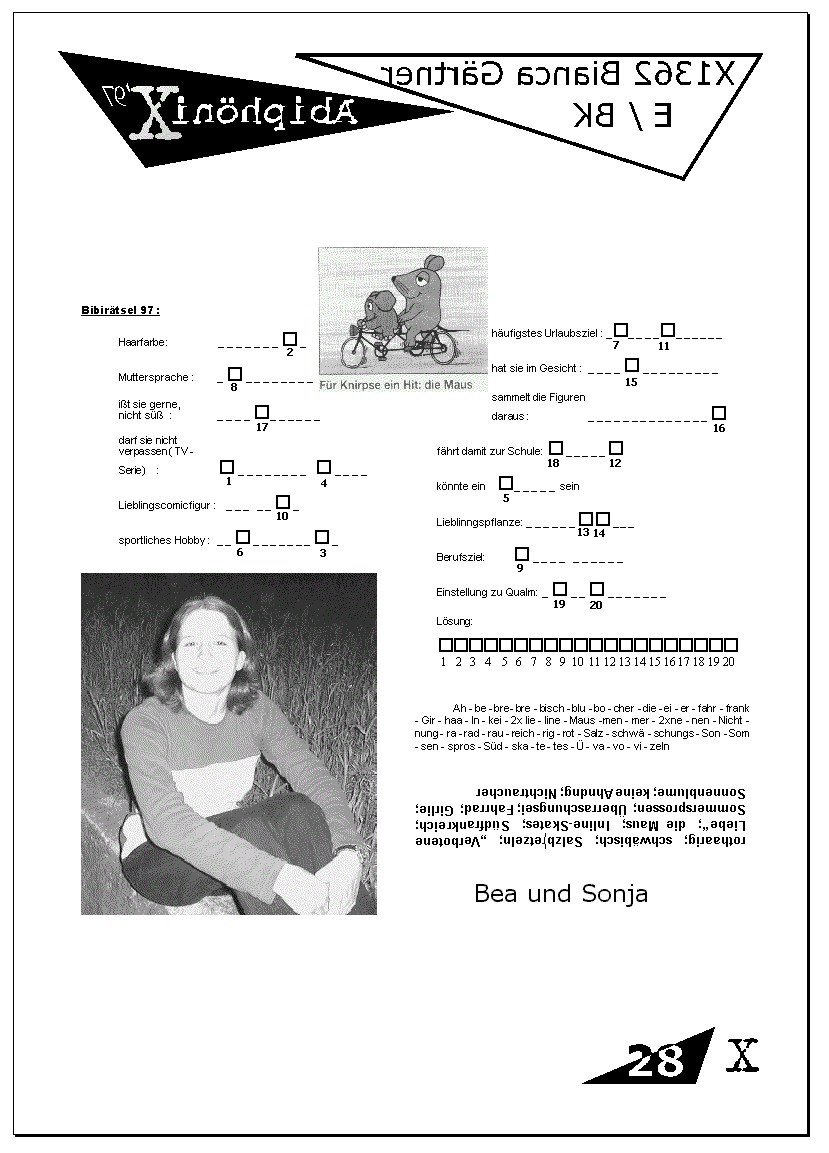 X1362 Bianca Gärtner
E / BK
AbiphöniX '97
Bibirätsel 97 :
Haarfarbe: _ _ _ _ _ _ _ □ _
2
Muttersprache : _ □ _ _ _ _ _ _ _ _ _
8
ißt sie gerne,
nicht süß : _ _ _ _ □ _ _ _ _ _ _
17
darf sie nicht
verpassen ( TV -
Serie) : □ _ _ _ _ _ _ _ _ □ _ _ _ _
1 4
Lieblingscomicfigur : _ _ _ _ _ □ _
10
sportliches Hobby : _ _ □ _ _ _ _ _ _ _ □ _
6 3
Für Knirpse ein Hit: die Maus
häufigstes Urlaubsziel : _ □ _ _ _ _ □ _ _ _ _ _ _
7 11
hat sie im Gesicht : _ _ _ _ □ _ _ _ _ _ _ _ _ _
15
sammelt die Figuren
daraus : _ _ _ _ _ _ _ _ _ _ _ _ _ _ □
16
fährt damit zur Schule: □ _ _ _ _ _ □
18 12
könnte ein □ _ _ _ _ _ sein
5
Lieblinngspflanze: _ _ _ _ _ _ □ □ _ _ _
13 14
Berufsziel: □ _ _ _ _ _ _ _ _ _ _
9
Einstellung zu Qualm: _ □ _ _ □ _ _ _ _ _ _ _
19 20
Lösung:
1 2 3 4 5 6 7 8 9 10 11 12 13 14 15 16 17 18 19 20
Ah - be - bre - bre - bisch - blu - bo - cher - die - ei - er - fahr - frank
- Gir - haa - In - kei - 2x lie - line - Maus - men - mer - 2xne - nen - Nicht -
nung - ra - rad - rau - reich - rig - rot - Salz - schwä - schungs - Son - Som
- sen - spros - Süd - ska - te - tes - Ü - va - vo - vi - zeln
rothaarig; schwäbisch; Salzbretzeln; „Verbotene
Liebe“; die Maus; Inline-Skates; Südfrankreich;
Sommersprossen; Überraschungsei; Fahrrad; Girlie;
Sonnenblume; keine Ahndng; Nichtraucher
Bea und Sonja
28 X